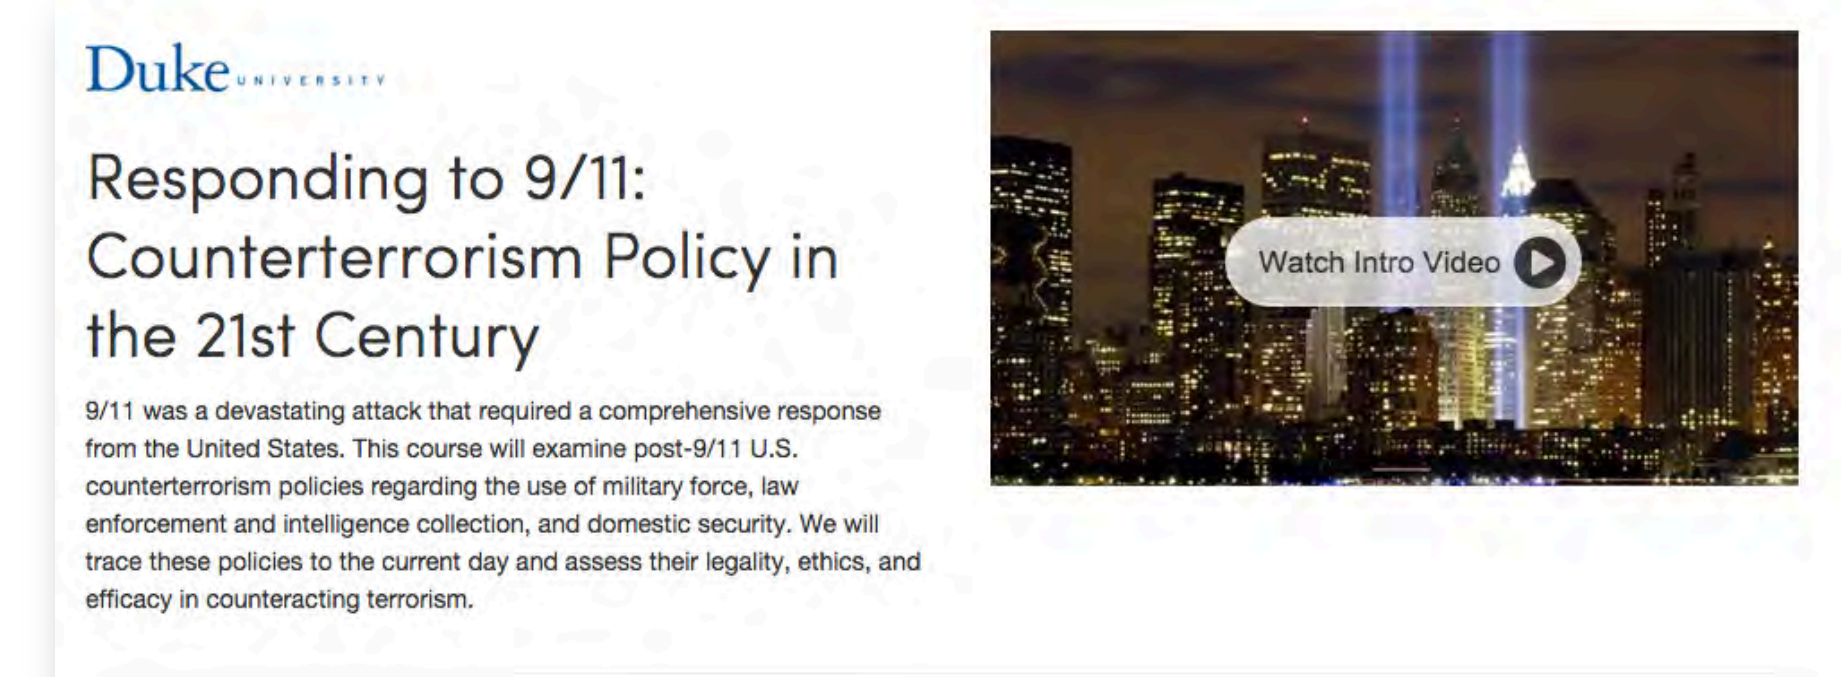 Duke UNIVERSITY
Responding to 9/11:
Counterterrorism Policy in
the 21st Century
9/11 was a devastating attack that required a comprehensive response
from the United States. This course will examine post-9/11 U.S.
counterterrorism policies regarding the use of military force, law
enforcement and intelligence collection, and domestic security. We will
trace these policies to the current day and assess their legality, ethics, and
efficacy in counteracting terrorism.
Watch Intro Video